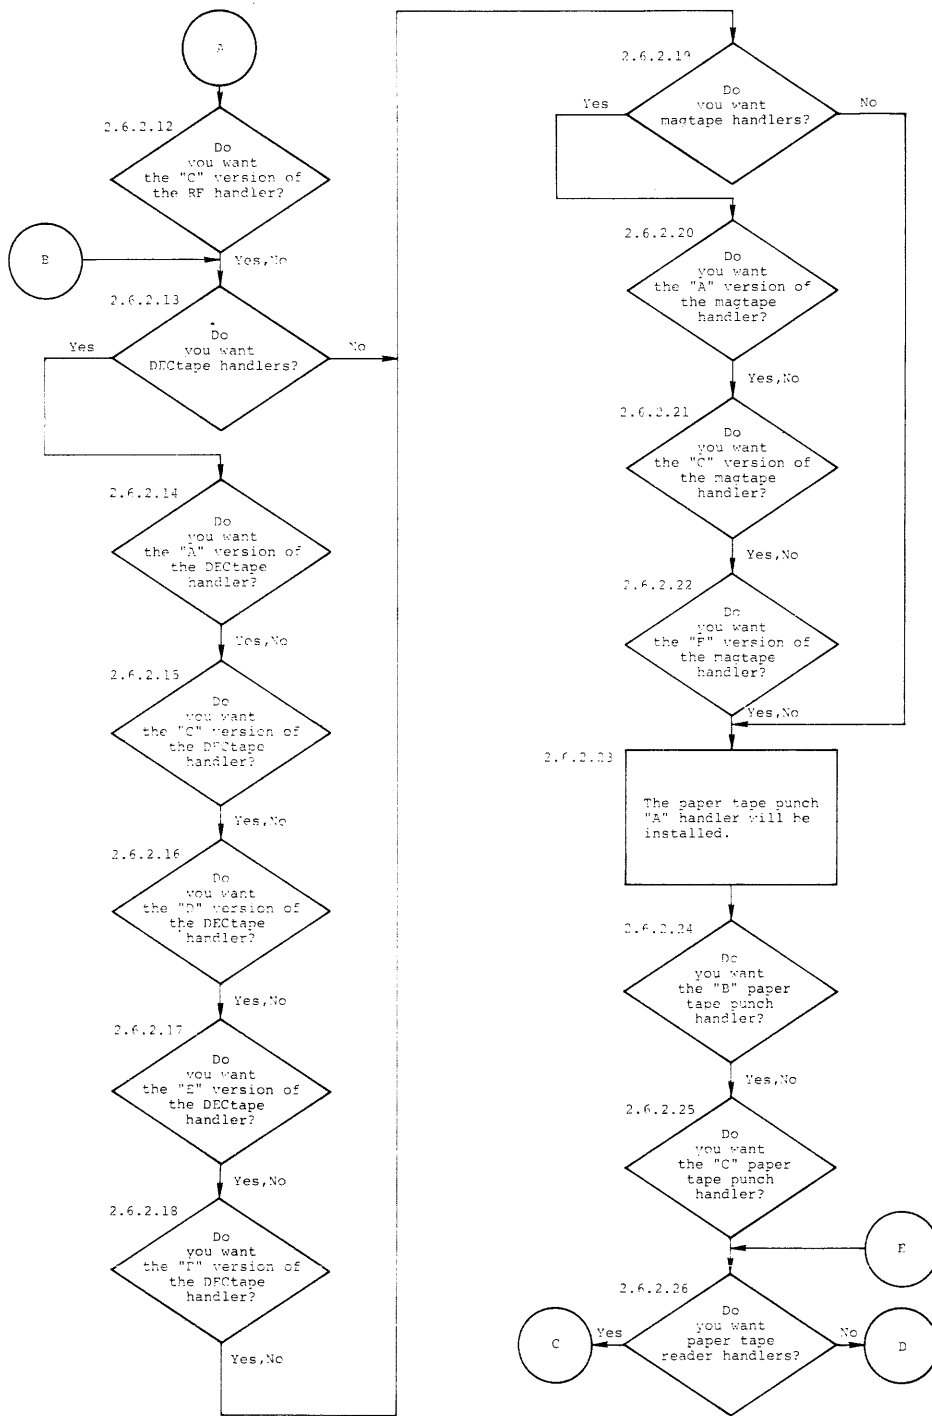 A
2.6.2.12
Do
you want
the "C" version of
the RF handler?
B
Yes,No
2.6.2.13
Do
you want
DECtape handlers?
Yes
No
2.6.2.14
Do
you want
the "A" version of
the DECtape
handler?
Yes,No
2.6.2.15
Do
you want
the "C" version of
the DECtape
handler?
Yes,No
2.6.2.16
Do
you want
the "D" version of
the DECtape
handler?
Yes,No
2.6.2.17
Do
you want
the "E" version of
the DECtape
handler?
Yes,No
2.6.2.18
Do
you want
the "F" version of
the DECtape
handler?
Yes,No
2.6.2.19
Do
you want
magtape handlers?
Yes
No
2.6.2.20
Do
you want
the "A" version of
the magtape
handler?
Yes,No
2.6.2.21
Do
you want
the "C" version of
the magtape
handler?
Yes,No
2.6.2.22
Do
you want
the "F" version of
the magtape
handler?
Yes,No
2.6.2.23
The paper tape punch
"A" handler will be
installed.
2.6.2.24
Do
you want
the "B" paper
tape punch
handler?
Yes,No
2.6.2.25
Do
you want
the "C" paper
tape punch
handler?
E
2.6.2.26
Do
you want
paper tape
reader handlers?
C
Yes
No
D